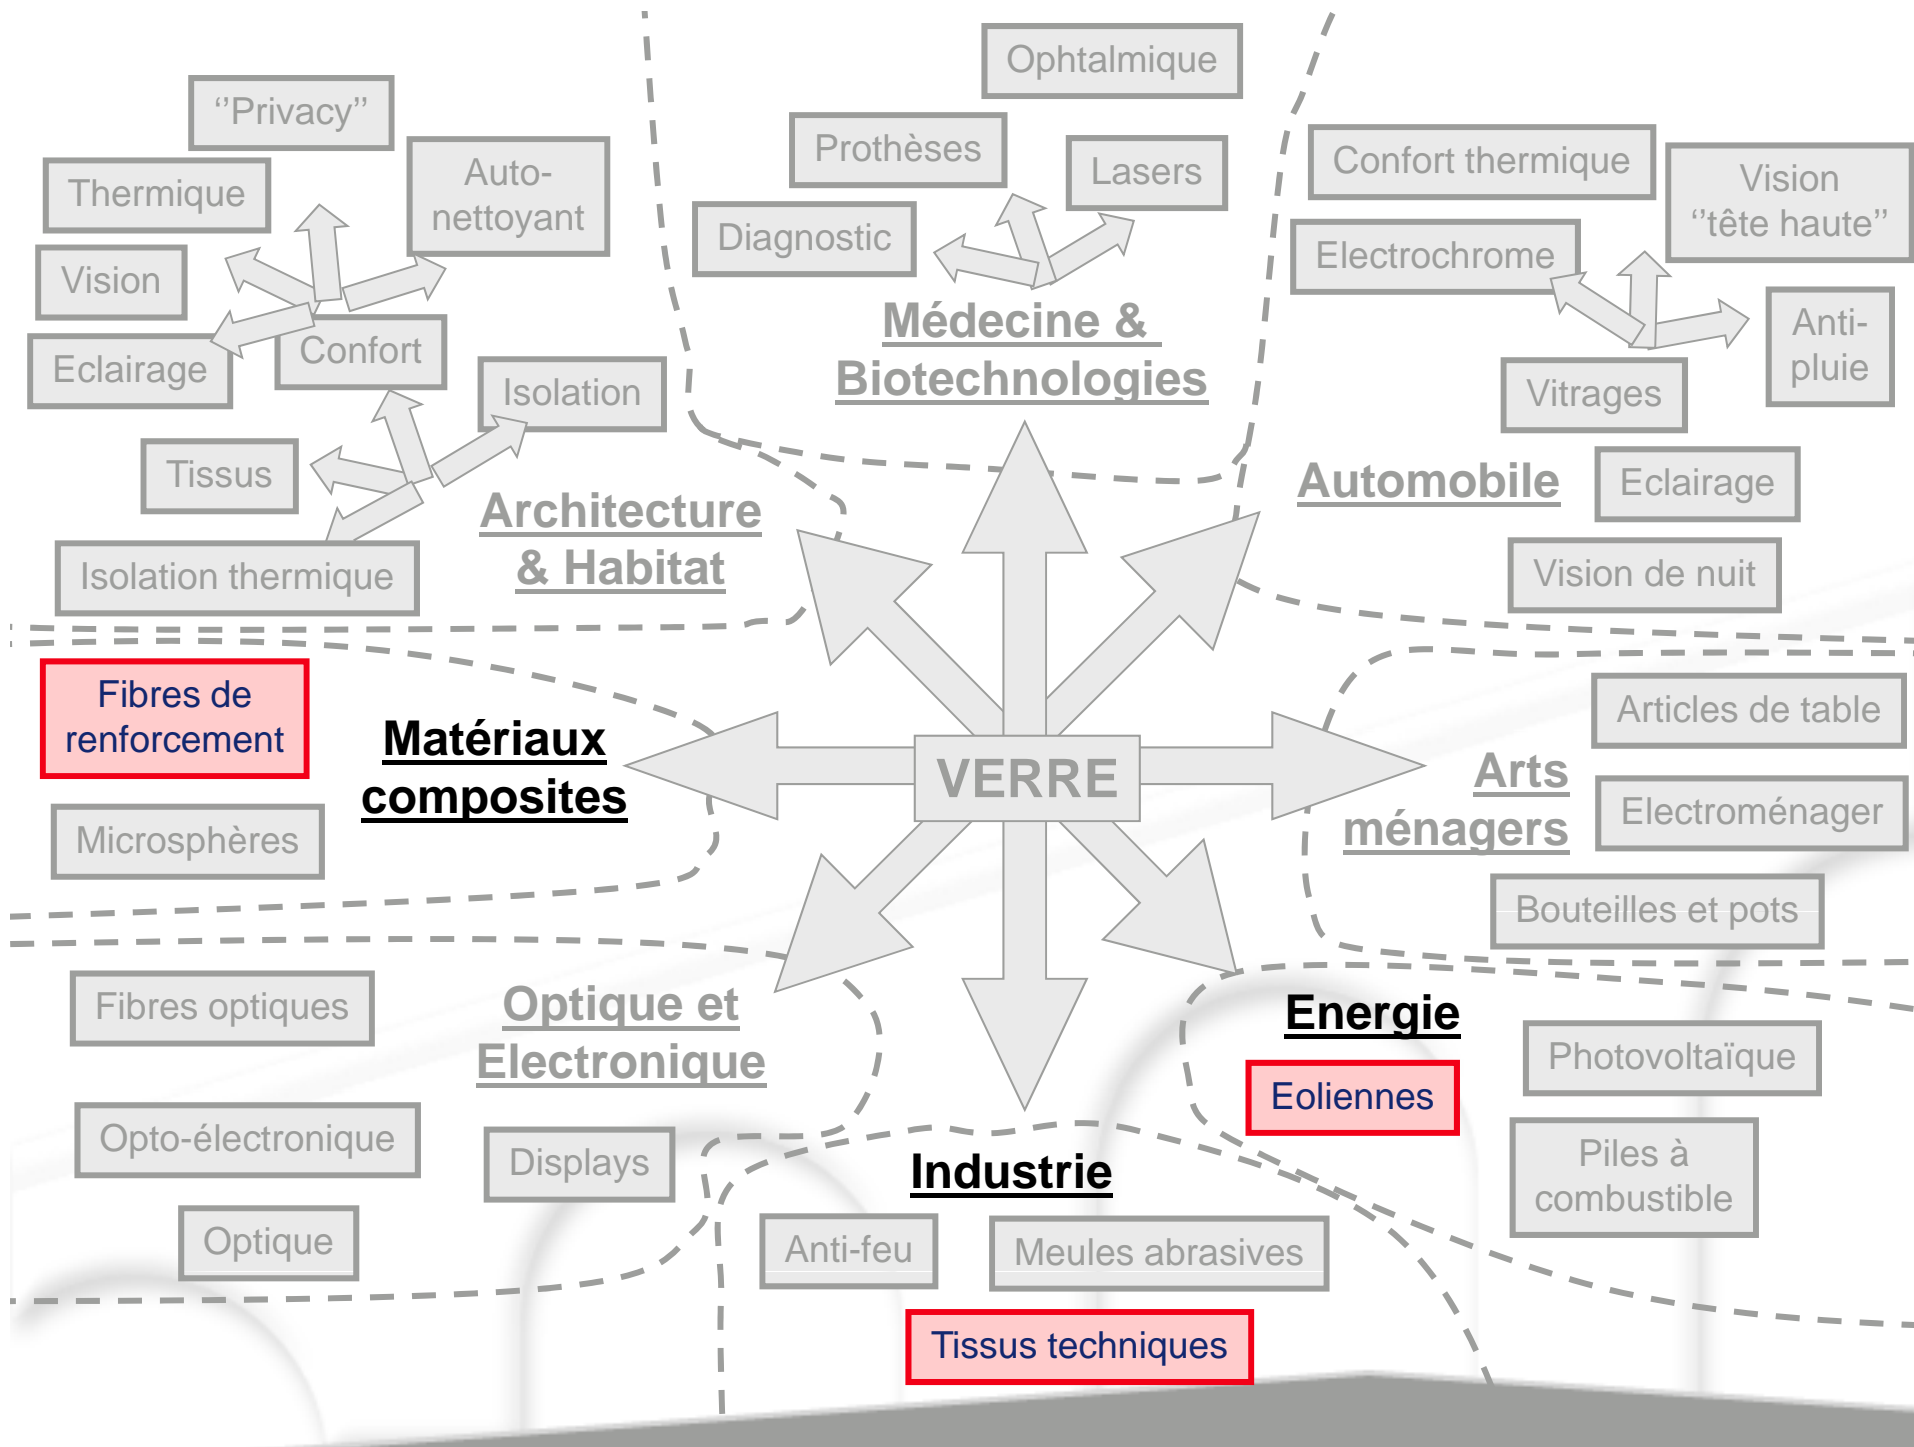 Ophtalmique
‘’Privacy’’
Prothèses
Lasers
Diagnostic
Thermique
Auto-
nettoyant
Vision
Eclairage
Confort
Isolation
Tissus
Isolation thermique
Architecture
& Habitat
Médecine &
Biotechnologies
Confort thermique
Vision
‘’tête haute’’
Electrochrome
Anti-
pluie
Vitrages
Automobile
Eclairage
Vision de nuit
Fibres de
renforcement
Matériaux
composites
Microsphères
VERRE
Arts
ménagers
Articles de table
Electroménager
Bouteilles et pots
Fibres optiques
Optique et
Electronique
Opto-électronique
Displays
Optique
Industrie
Anti-feu
Meules abrasives
Tissus techniques
Energie
Eoliennes
Photovoltaïque
Piles à
combustible